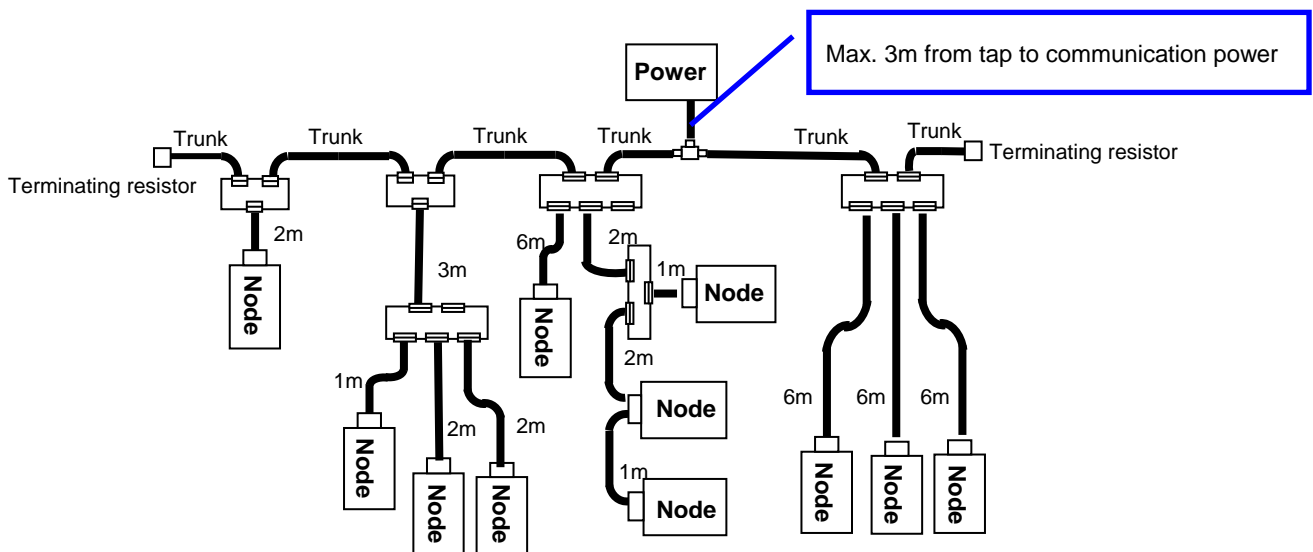 Max. 3m from tap to communication power
Power
Trunk
Trunk
Trunk
Trunk
Trunk
Trunk
Terminating resistor
Terminating resistor
2m
6m
2m
3m
1m
Node
Node
Node
2m
1m
6m
6m
6m
Node
2m
2m
Node
Node
Node
1m
Node
Node
Node
Node
Node